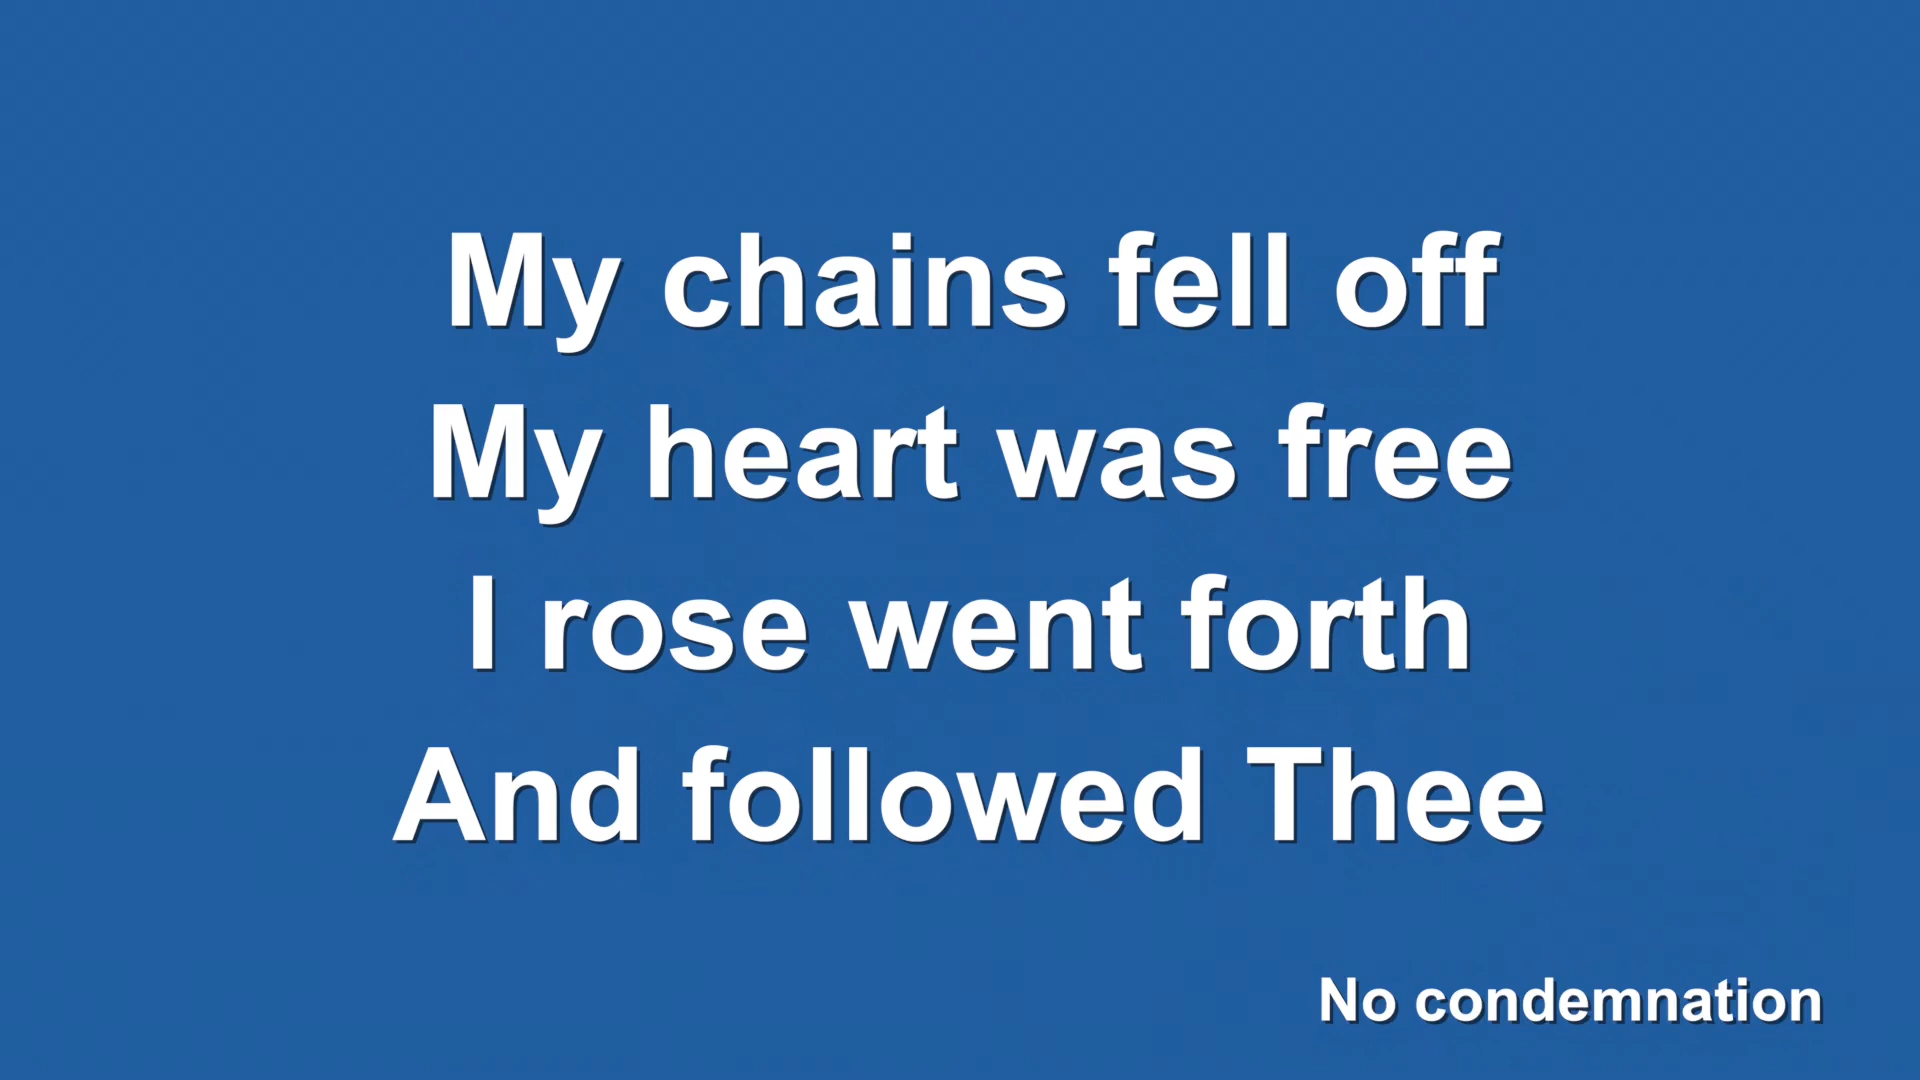 My chains fell off
My heart was free
I rose went forth
And followed Thee
No condemnation